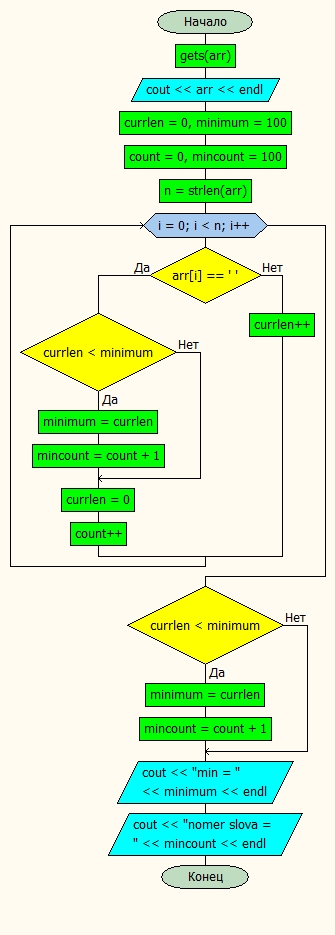 Начало
gets(arr)
cout << arr << endl
currlen = 0, minimum = 100
count = 0, mincount = 100
n = strlen(arr)
i = 0; i < n; i++
Да
arr[i] == ' '
Нет
currlen++
currlen < minimum
Нет
Да
minimum = currlen
mincount = count + 1
currlen = 0
count++
currlen < minimum
Нет
Да
minimum = currlen
mincount = count + 1
cout << "min = "
<< minimum << endl
cout << "nomer slova =
" << mincount << endl
Конец